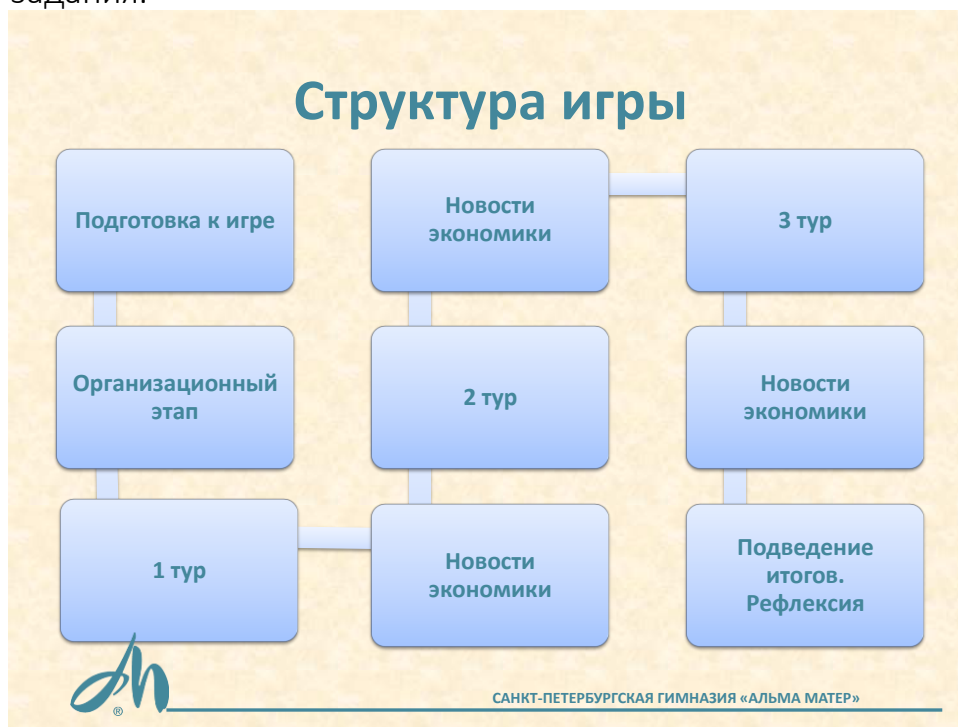 задания.
Структура игры
Подготовка к игре
Организационный
этап
1 тур
Новости
экономики
2 тур
Новости
экономики
3 тур
Новости
экономики
Подведение
итогов.
Рефлексия
®
САНКТ-ПЕТЕРБУРГСКАЯ ГИМНАЗИЯ «АЛЬМА МАТЕР»